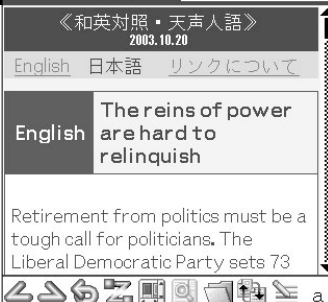 ≪和英対照・天声人語≫
2003.10.20
English 日本語 リンクについて
English
The reins of power
are hard to
relinquish
Retirement from politics must be a
tough call for politicians. The
Liberal Democratic Party sets 73
a